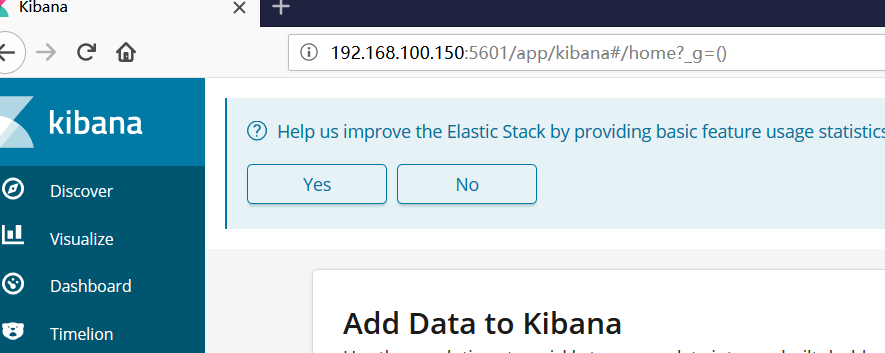 Kibana
192.168.100.150:5601/app/kibana#/home?_g=()
kibana
Help us improve the Elastic Stack by providing basic feature usage statistics
Yes
No
Discover
Visualize
Dashboard
Timelion
Add Data to Kibana